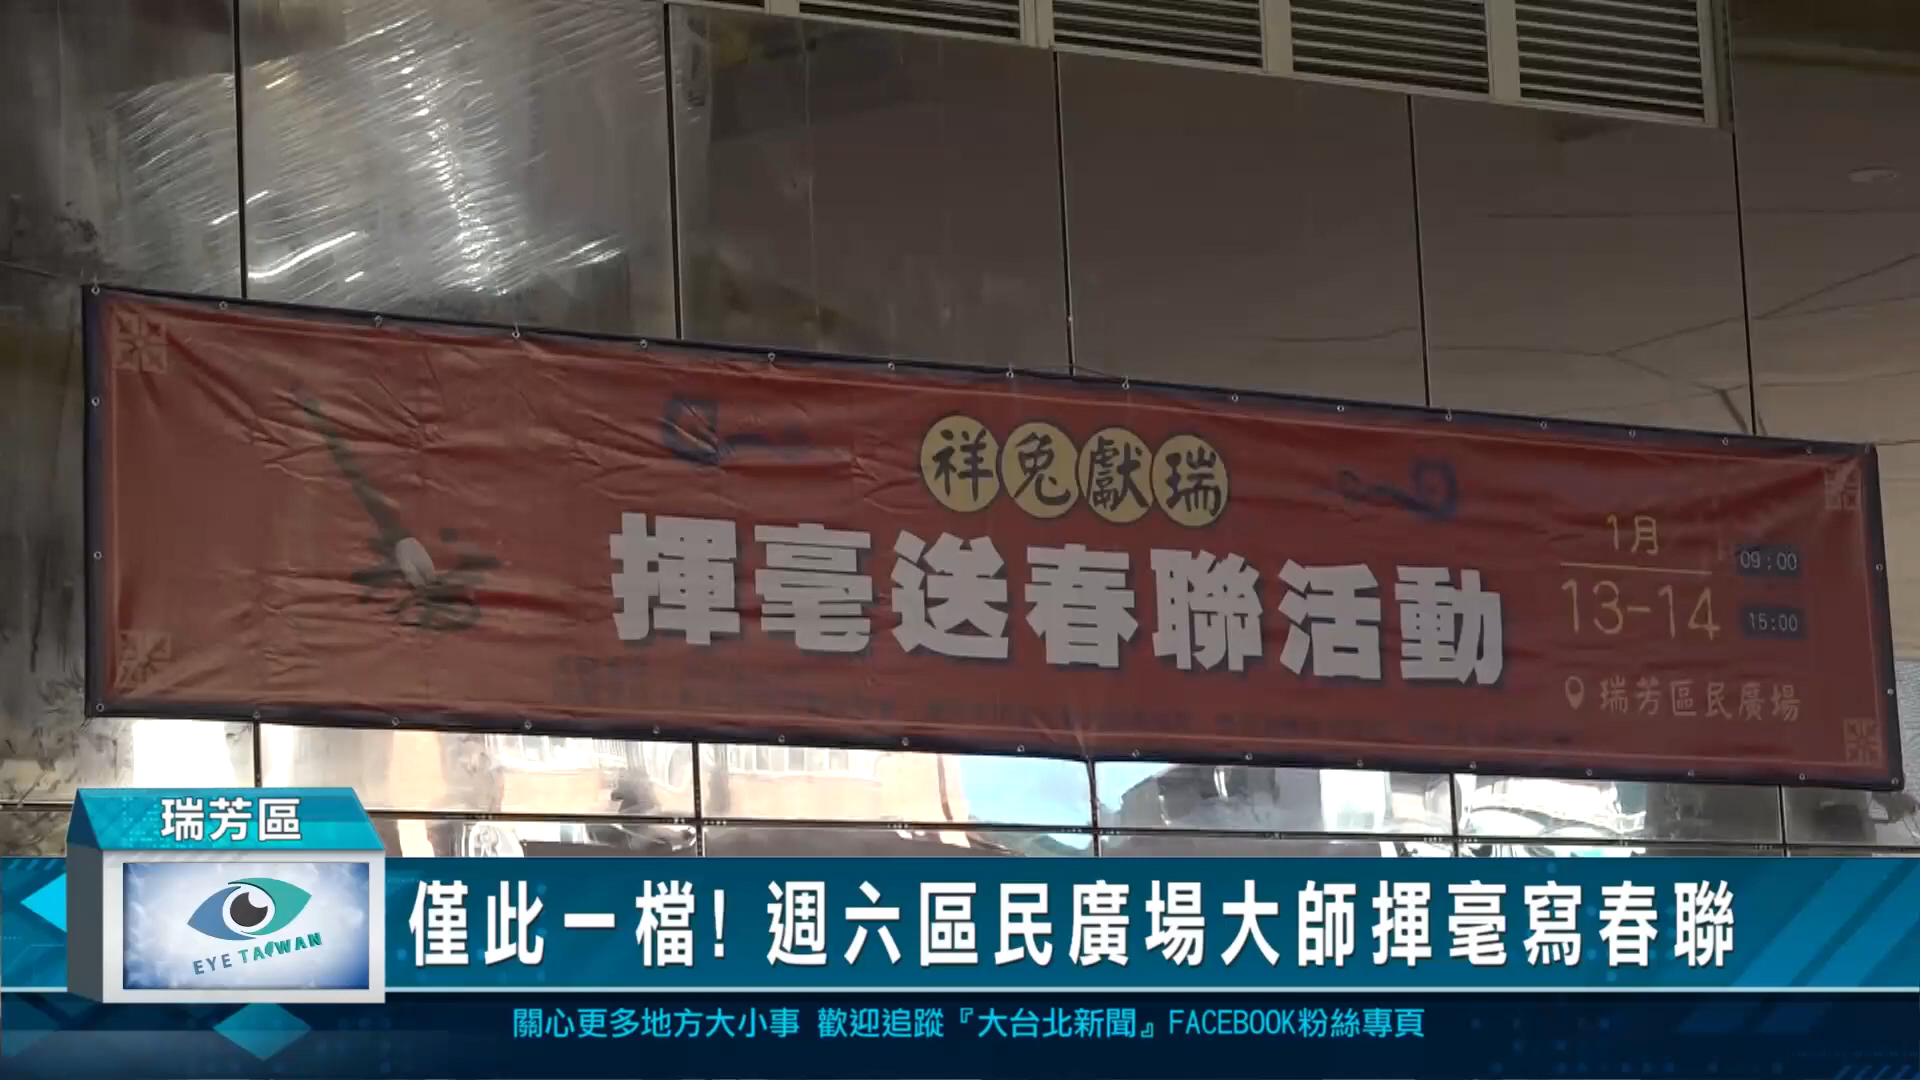 祥兔獻瑞
揮毫送春聯活動
1月
13-14
09:00
15:00
瑞芳區民廣場
瑞芳區
EYE TAIWAN
僅此一檔! 週六區民廣場大師揮毫寫春聯
關心更多地方大小事 歡迎追蹤『大台北新聞』FACEBOOK粉絲專頁